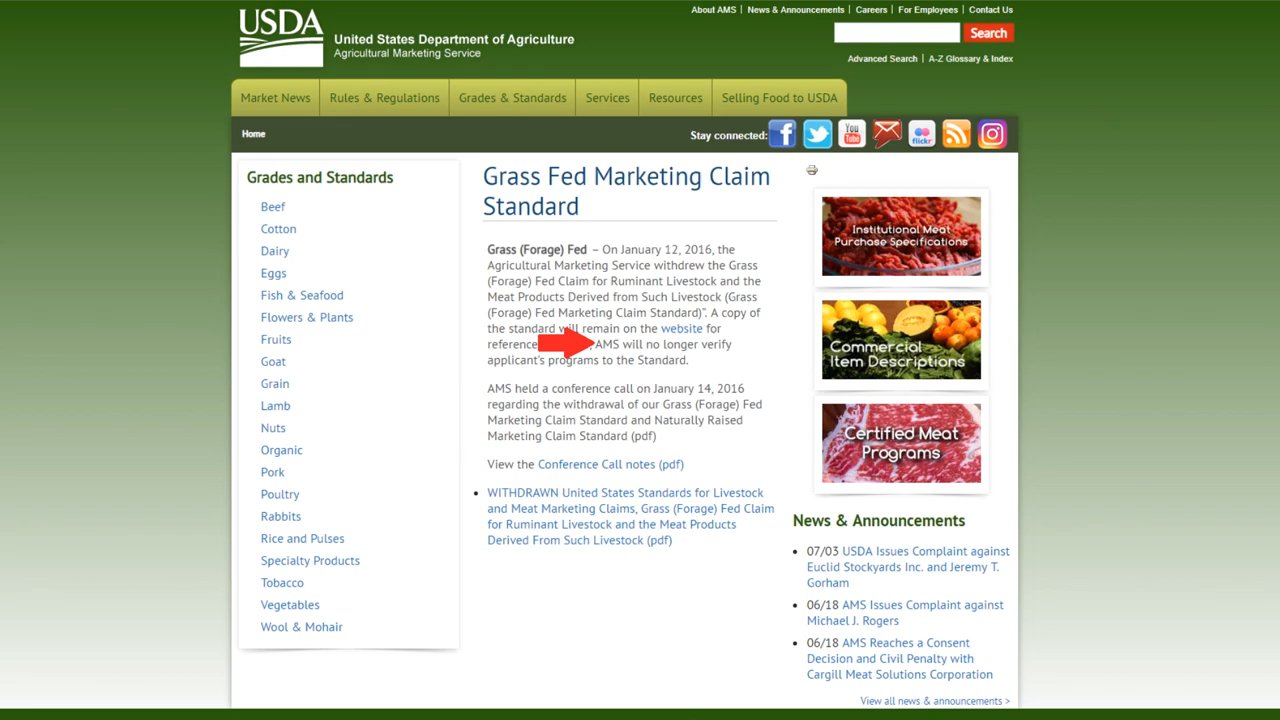 About AMS | News & Announcements | Careers | For Employees | Contact Us
USDA
United States Department of Agriculture
Agricultural Marketing Service
Search
Advanced Search | A-Z Glossary & Index
Market News
Rules & Regulations
Grades & Standards
Services
Resources
Selling Food to USDA
Home
Stay connected:
You
Tube
flickr
Grades and Standards
Beef
Cotton
Dairy
Eggs
Fish & Seafood
Flowers & Plants
Fruits
Goat
Grain
Lamb
Nuts
Organic
Pork
Poultry
Rabbits
Rice and Pulses
Specialty Products
Tobacco
Vegetables
Wool & Mohair
Grass Fed Marketing Claim
Standard
Grass (Forage) Fed – On January 12, 2016, the
Agricultural Marketing Service withdrew the Grass
(Forage) Fed Claim for Ruminant Livestock and the
Meat Products Derived from Such Livestock (Grass
(Forage) Fed Marketing Claim Standard)”. A copy of
the standard will remain on the website for
reference AMS will no longer verify
applicant's programs to the Standard.
AMS held a conference call on January 14, 2016
regarding the withdrawal of our Grass (Forage) Fed
Marketing Claim Standard and Naturally Raised
Marketing Claim Standard (pdf)
View the Conference Call notes (pdf)
• WITHDRAWN United States Standards for Livestock
and Meat Marketing Claims, Grass (Forage) Fed Claim
for Ruminant Livestock and the Meat Products
Derived From Such Livestock (pdf)
Institutional Meat
Purchase Specifications
Commercial
Item Descriptions
Certified Meat
Programs
News & Announcements
• 07/03 USDA Issues Complaint against
Euclid Stockyards Inc. and Jeremy T.
Gorham
• 06/18 AMS Issues Complaint against
Michael J. Rogers
• 06/18 AMS Reaches a Consent
Decision and Civil Penalty with
Cargill Meat Solutions Corporation
View all news & announcements >